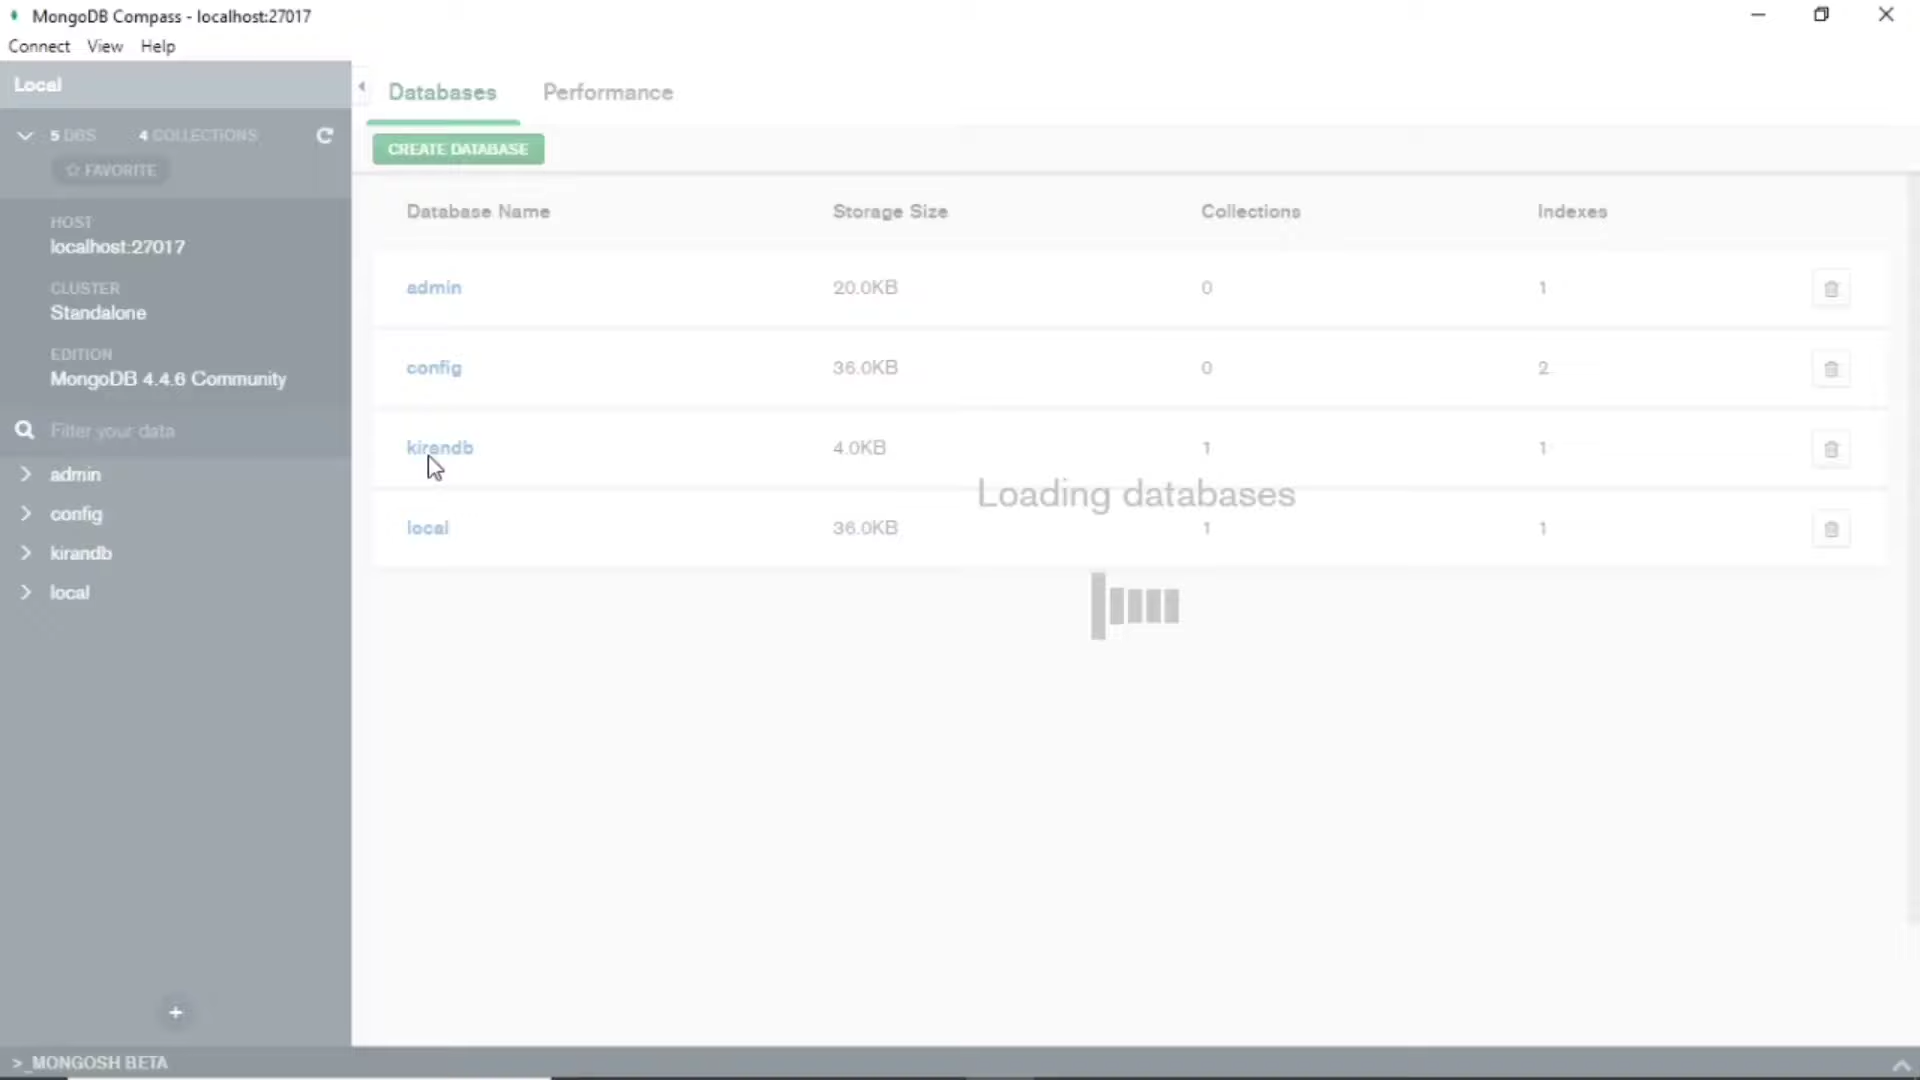 MongoDB Compass - localhost:27017
Connect View Help
Local
5 DBS 4 COLLECTIONS
FAVORITE
HOST
localhost:27017
CLUSTER
Standalone
EDITION
MongoDB 4.4.6 Community
Filter your data
admin
config
kirandb
local
>_MONGOSH BETA
Databases Performance
CREATE DATABASE
Database Name Storage Size Collections Indexes
admin 20.0KB 0 1
config 36.0KB 0 2
kirandb 4.0KB 1 1
Loading databases
local 36.0KB 1 1